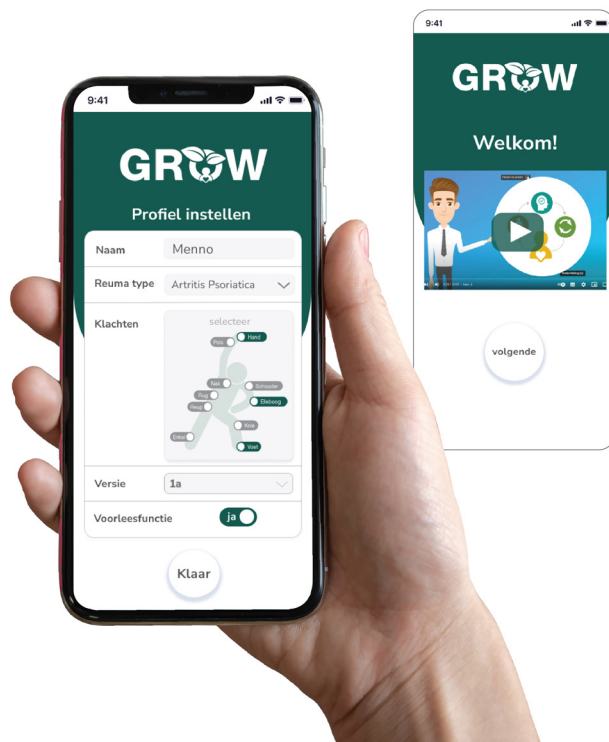 9:41
GROW
Profiel instellen
Naam
Menno
Reuma type
Artritis Psoriatica
Klachten
selecteer
Pols
Hand
Nek
Schouder
Rug
Elleboog
Heup
Knie
Enkel
Voet
Versie
1a
Voorleesfunctie
ja
Klaar
9:41
GROW
Welkom!
volgende